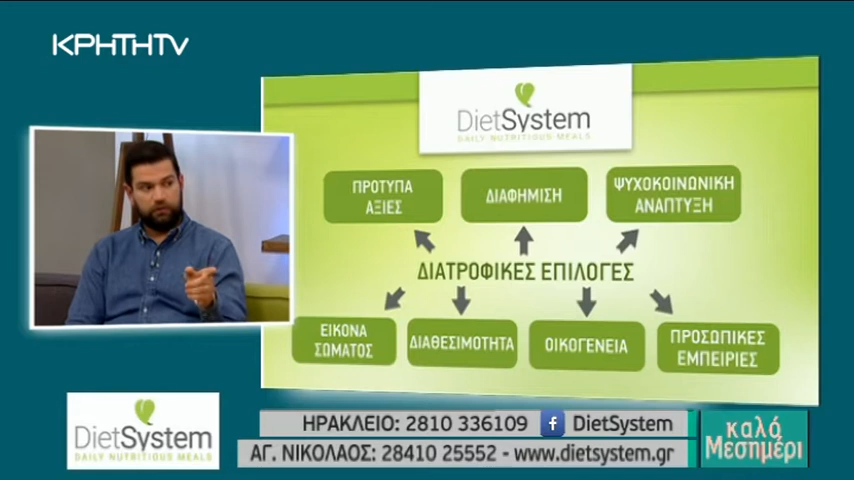 ΚΡΗΤΗTV
DietSystem
DAILY NUTRITIOUS MEALS
ΠΡΟΤΥΠΑ
ΑΞΙΕΣ
ΔΙΑΦΗΜΙΣΗ
ΨΥΧΟΚΟΙΝΩΝΙΚΗ
ΑΝΑΠΤΥΞΗ
ΔΙΑΤΡΟΦΙΚΕΣ ΕΠΙΛΟΓΕΣ
ΕΙΚΟΝΑ
ΣΩΜΑΤΟΣ
ΔΙΑΘΕΣΙΜΟΤΗΤΑ
ΟΙΚΟΓΕΝΕΙΑ
ΠΡΟΣΩΠΙΚΕΣ
ΕΜΠΕΙΡΙΕΣ
DietSystem
DAILY NUTRITIOUS MEALS
ΗΡΑΚΛΕΙΟ: 2810 336109 f DietSystem
ΑΓ. ΝΙΚΟΛΑΟΣ: 28410 25552 - www.dietsystem.gr
καλό
Μεσημέρι